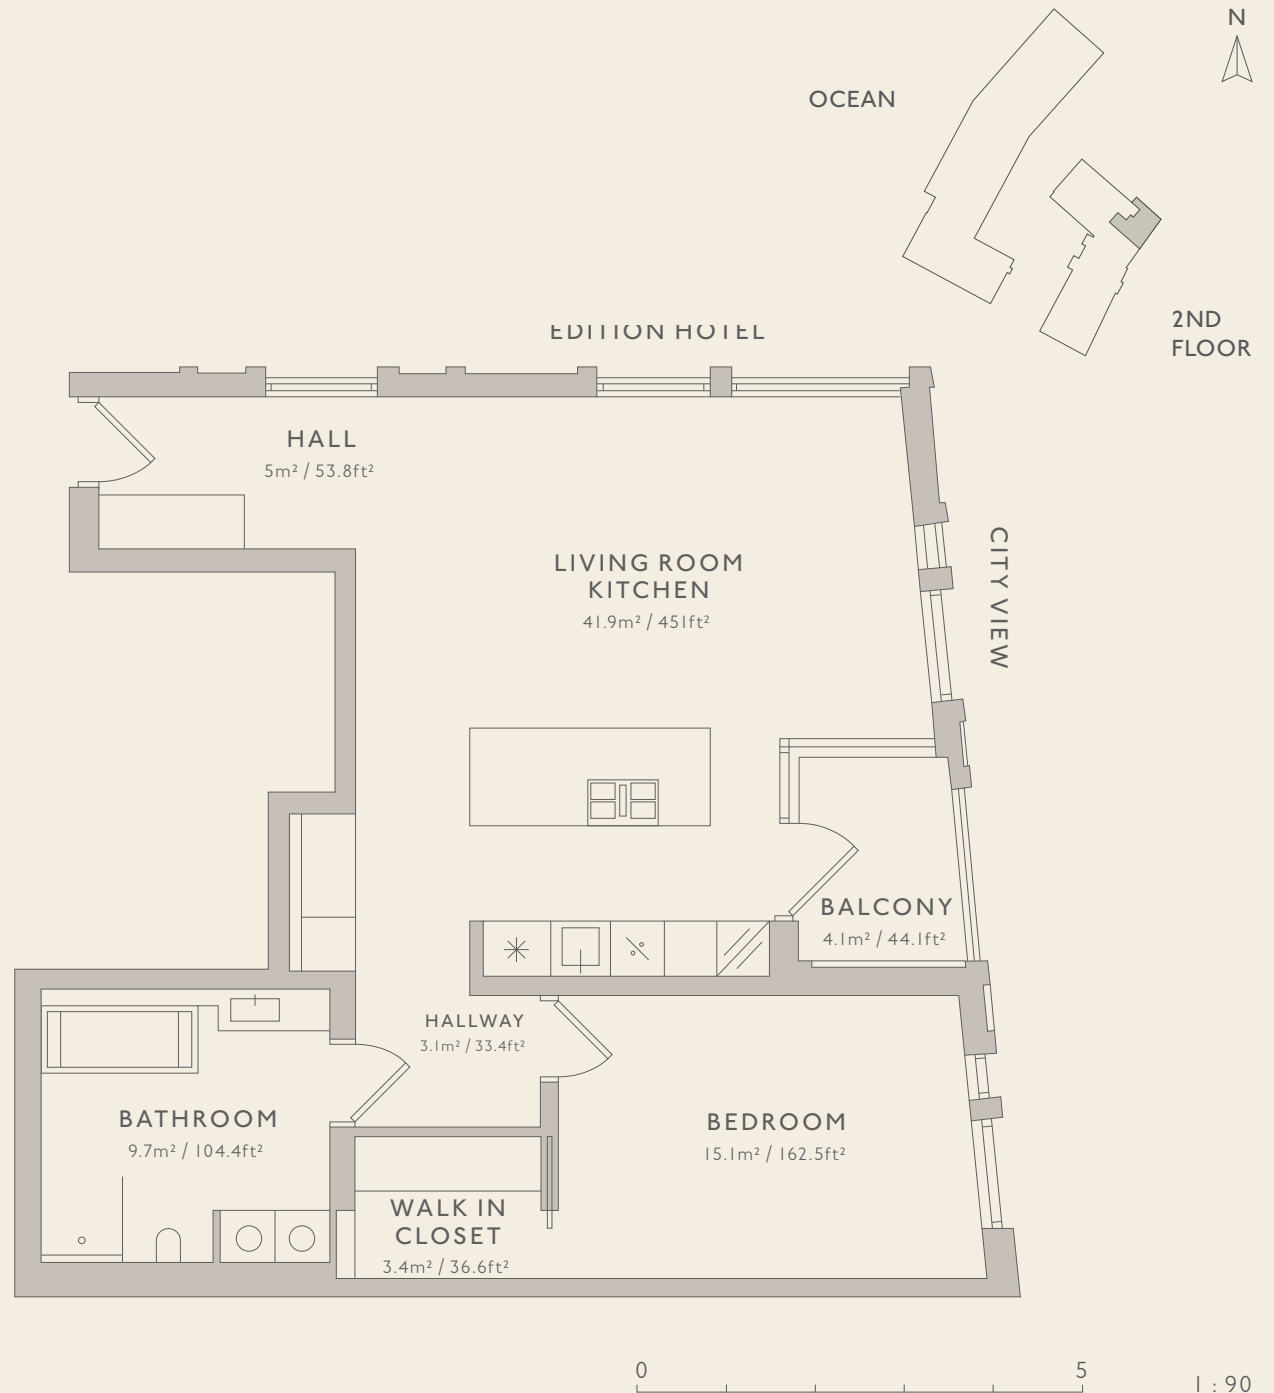 N
OCEAN
2ND
FLOOR
EDITION HOTEL
HALL
5m² / 53.8ft²
LIVING ROOM
KITCHEN
41.9m² / 451ft²
CITY VIEW
BALCONY
4.1m² / 44.1ft²
HALLWAY
3.1m² / 33.4ft²
BATHROOM
9.7m² / 104.4ft²
BEDROOM
15.1m² / 162.5ft²
WALK IN
CLOSET
3.4m² / 36.6ft²
0 5
1 : 90